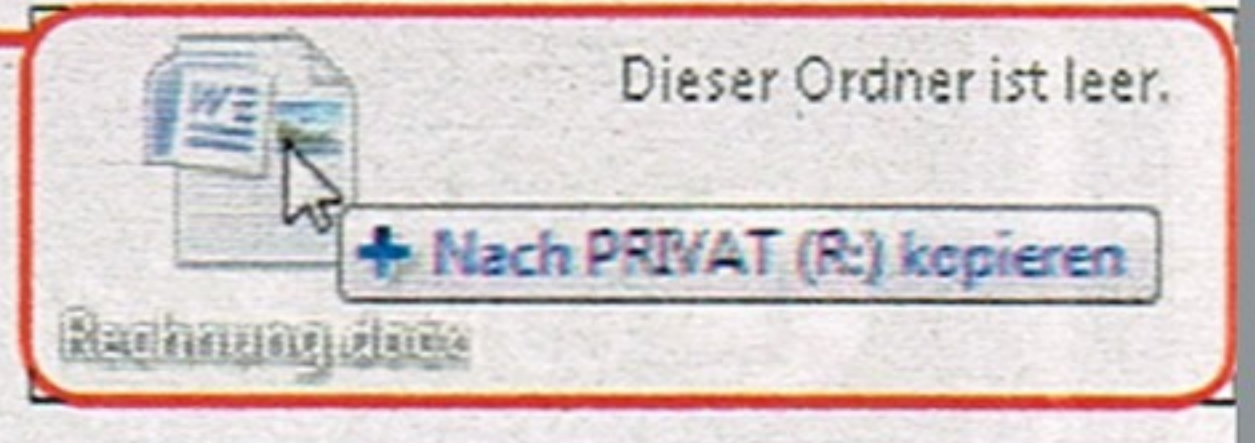 Dieser Ordner ist leer.
Nach PRIVAT (R:) kopieren
Rechnung.docx